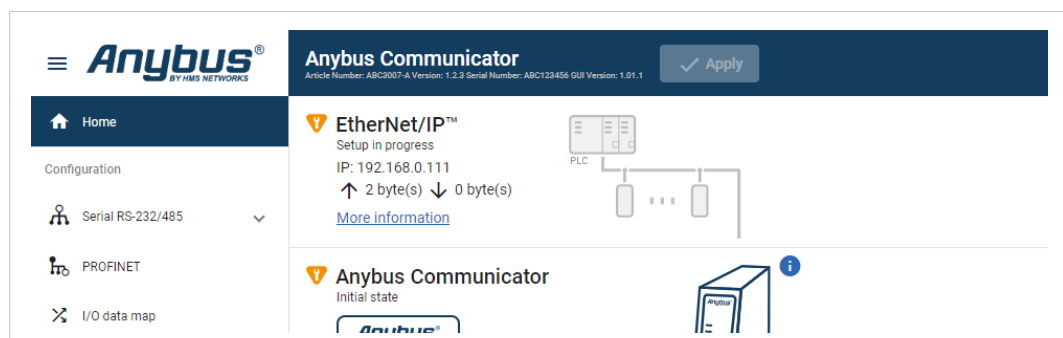 Anybus®
BY HMS NETWORKS
Anybus Communicator
Article Number: ABC3007-A Version: 1.2.3 Serial Number: ABC123456 GUI Version: 1.01.1
Apply
Home
Configuration
Serial RS-232/485
PROFINET
I/O data map
EtherNet/IP™
Setup in progress
IP: 192.168.0.111
2 byte(s) 0 byte(s)
More information
PLC
Anybus Communicator
Initial state
Anybus®
Anybus